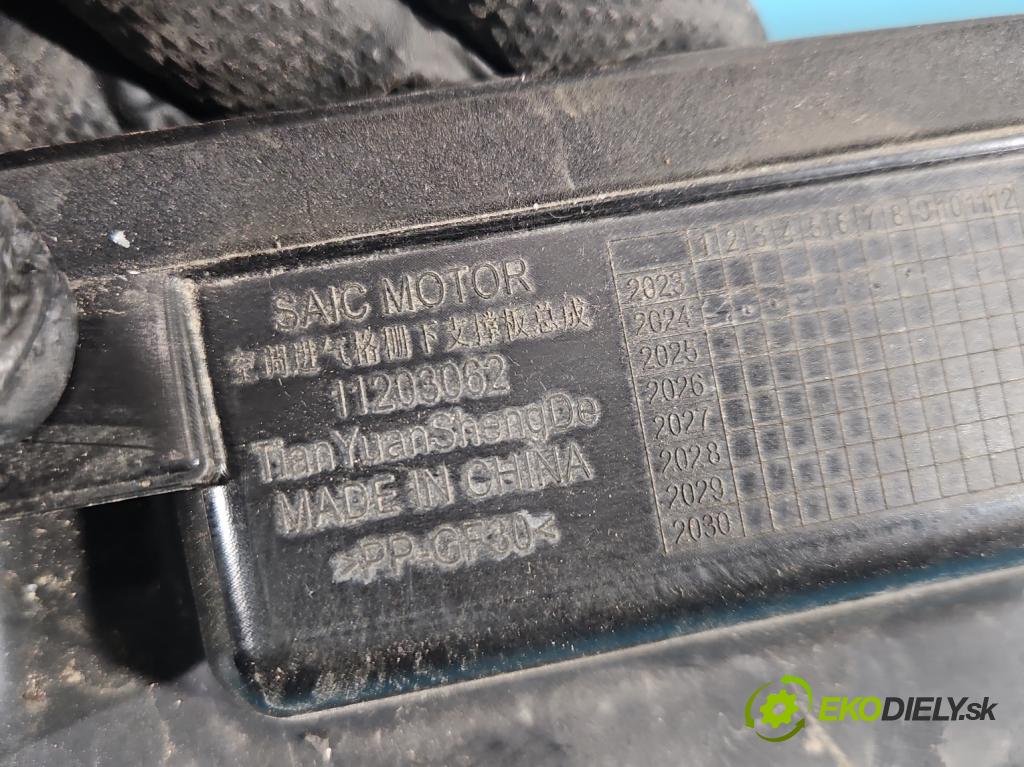 SAIC MOTOR
空调进气格栅下支撑板总成
11203062
TianYuanShengDe
MADE IN CHINA
>PP-GF30<
1 2 3 4 5 6 7 8 9 10 11 12
2023
2024
2025
2026
2027
2028
2029
2030
EKODIELY.sk